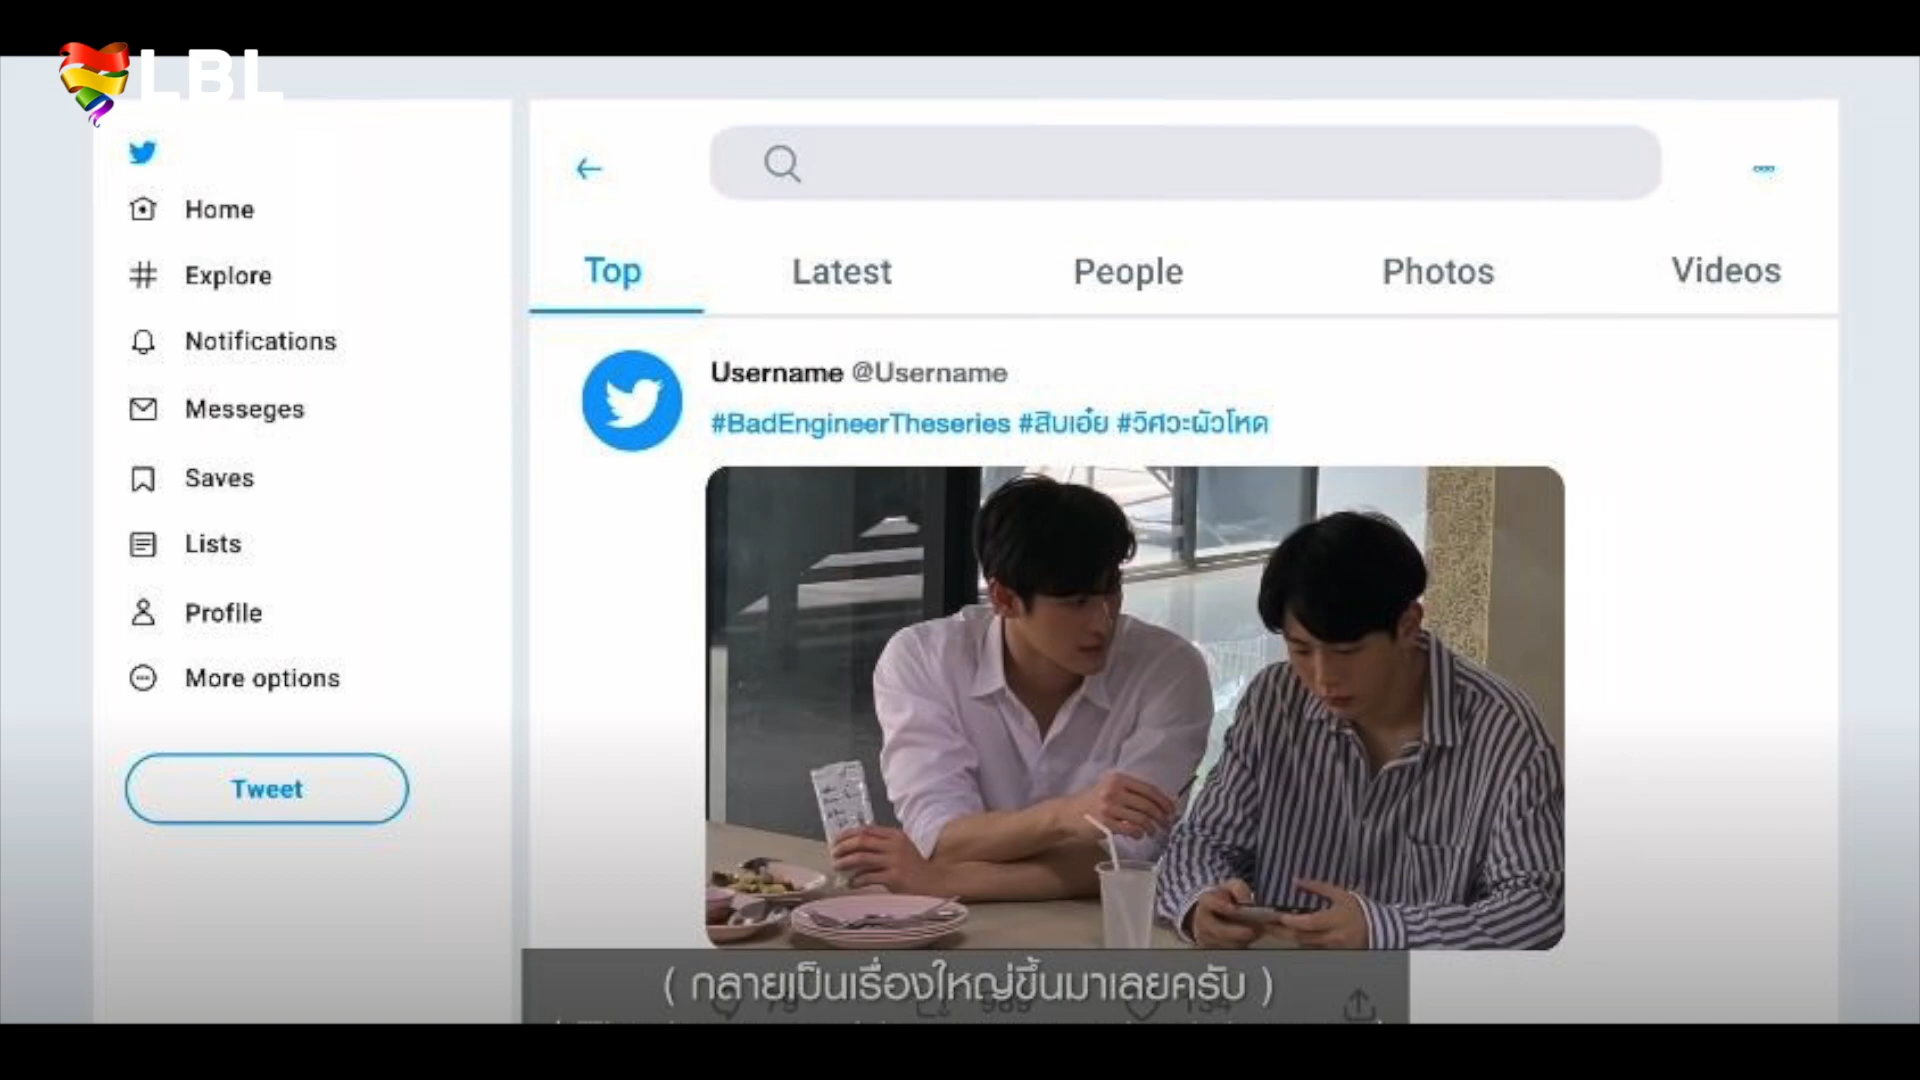 LBL
Home
Explore
Notifications
Messeges
Saves
Lists
Profile
More options
Tweet
Top
Latest
People
Photos
Videos
Username @Username
#BadEngineerTheseries #สิบเอ๋ย #วิศวะผัวโหด
( กลายเป็นเรื่องใหญ่ขึ้นมาเลยครับ )